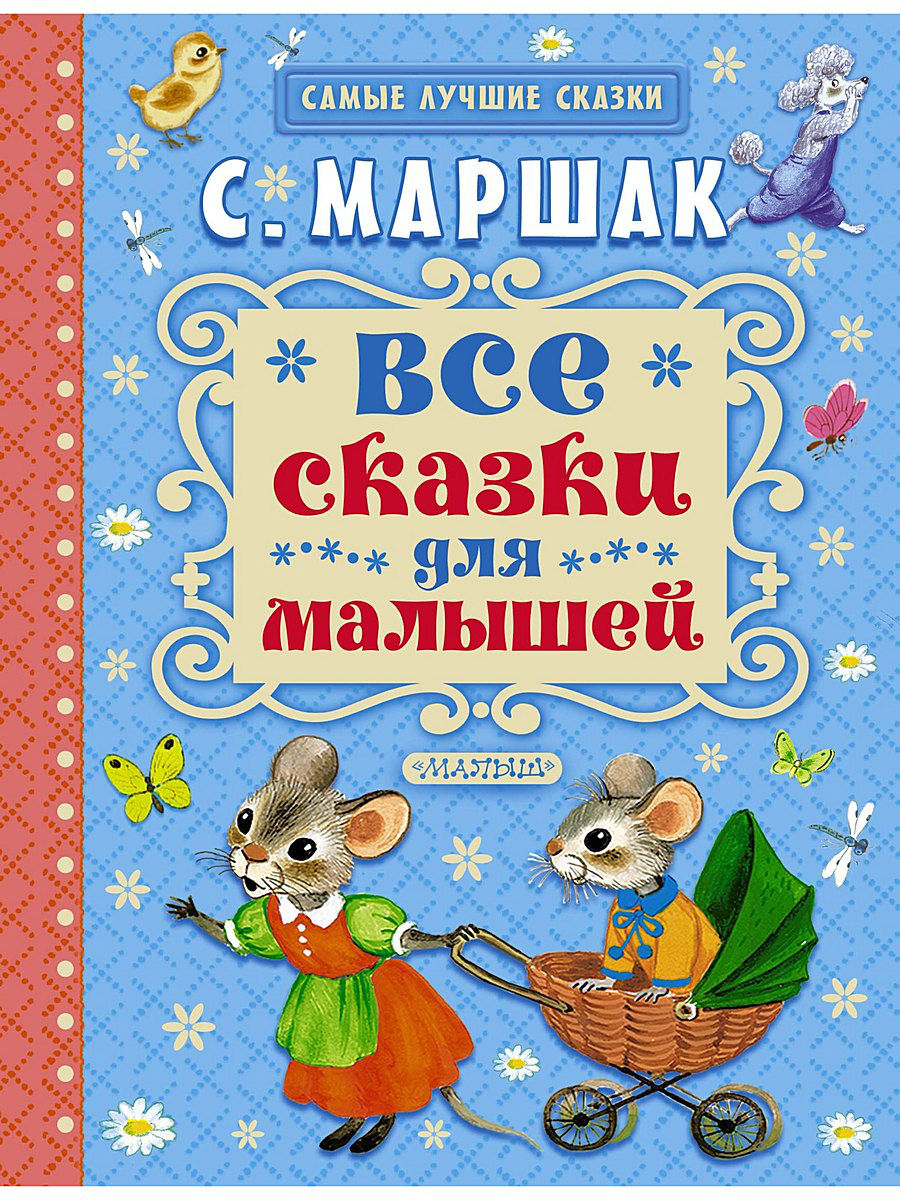 САМЫЕ ЛУЧШИЕ СКАЗКИ
С. МАРШАК
Все
сказки
для
малышей
«МАЛЫШ»